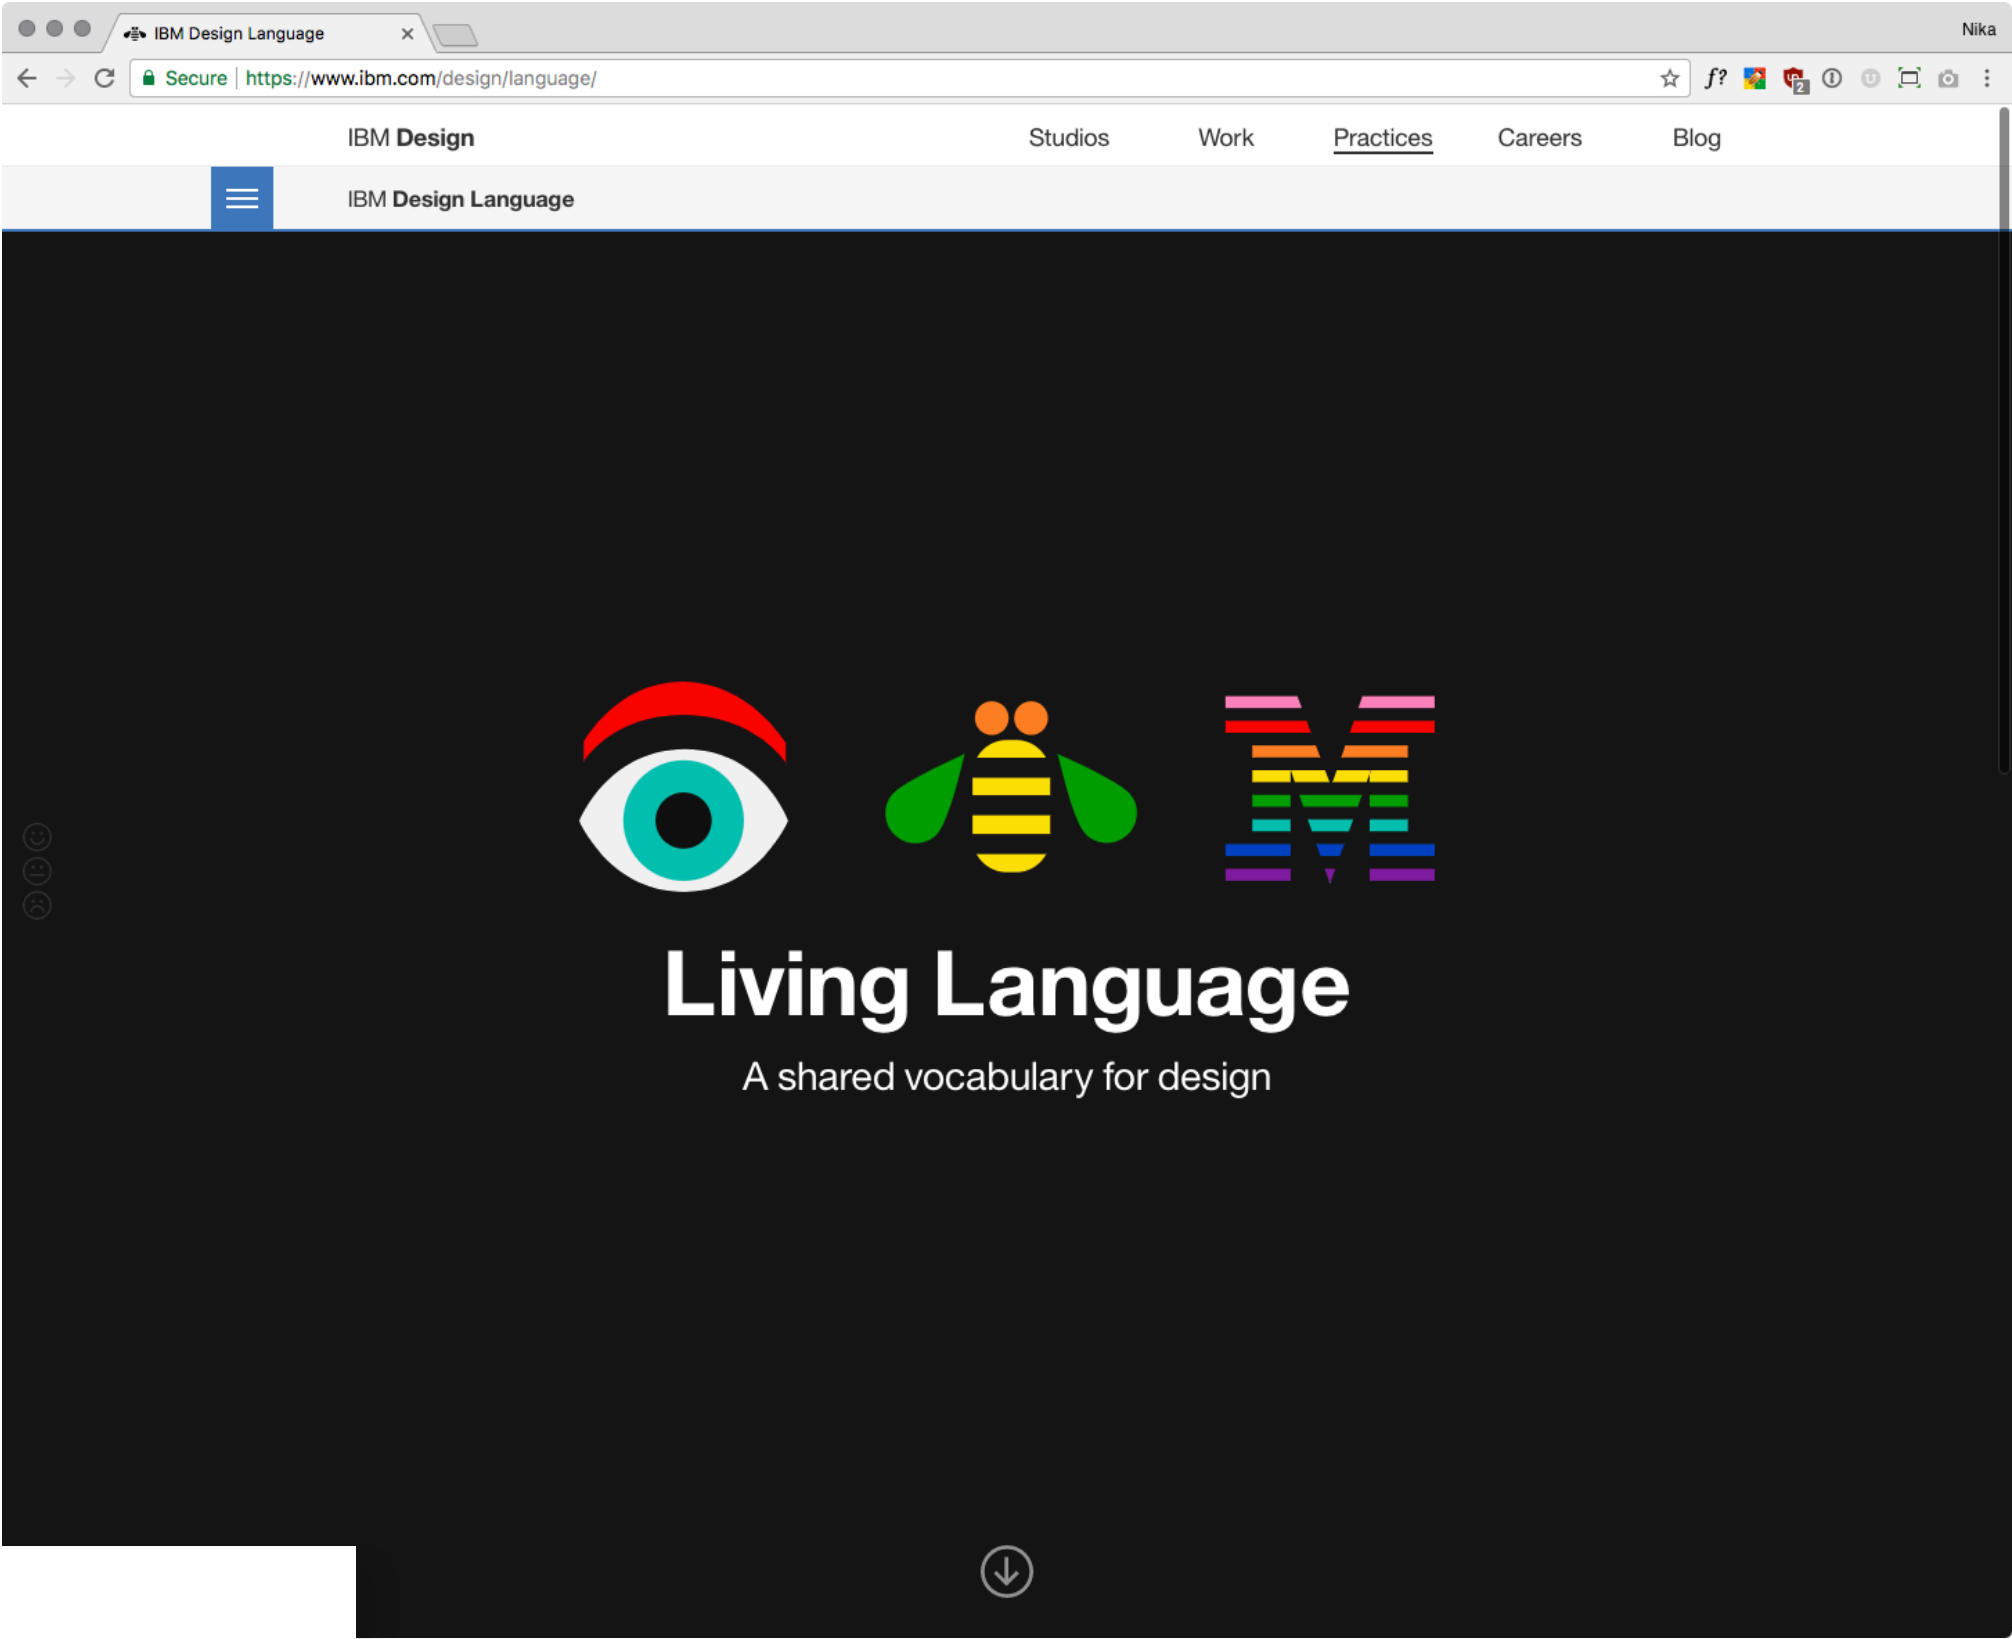 IBM Design Language
Nika
Secure https://www.ibm.com/design/language/
f?
2
IBM Design
Studios
Work
Practices
Careers
Blog
IBM Design Language
M
Living Language
A shared vocabulary for design